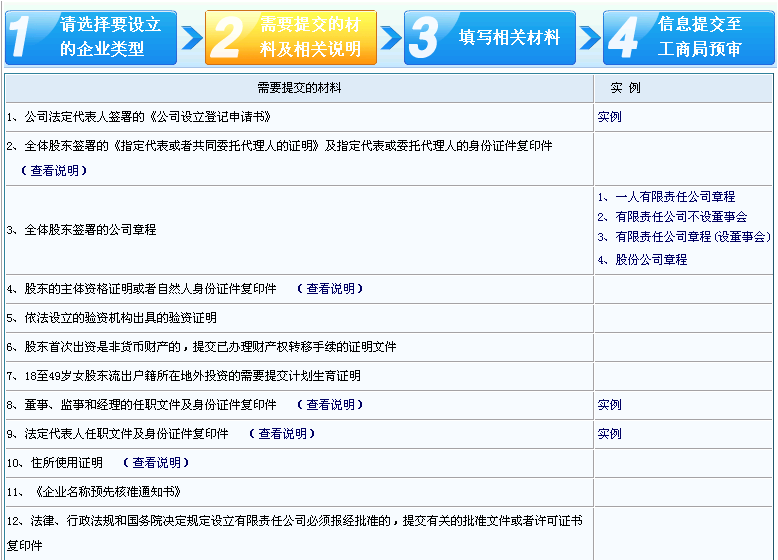 1 请选择要设立
的企业类型
2 需要提交的材
料及相关说明
3 填写相关材料
4 信息提交至
工商局预审
需要提交的材料 实 例
1、公司法定代表人签署的《公司设立登记申请书》 实例
2、全体股东签署的《指定代表或者共同委托代理人的证明》及指定代表或委托代理人的身份证件复印件
（查看说明）
3、全体股东签署的公司章程
1、一人有限责任公司章程
2、有限责任公司不设董事会
3、有限责任公司章程(设董事会)
4、股份公司章程
4、股东的主体资格证明或者自然人身份证件复印件 （查看说明）
5、依法设立的验资机构出具的验资证明
6、股东首次出资是非货币财产的，提交已办理财产权转移手续的证明文件
7、18至49岁女股东流出户籍所在地外投资的需要提交计划生育证明
8、董事、监事和经理的任职文件及身份证件复印件 （查看说明） 实例
9、法定代表人任职文件及身份证件复印件 （查看说明） 实例
10、住所使用证明 （查看说明）
11、《企业名称预先核准通知书》
12、法律、行政法规和国务院决定规定设立有限责任公司必须报经批准的，提交有关的批准文件或者许可证书
复印件